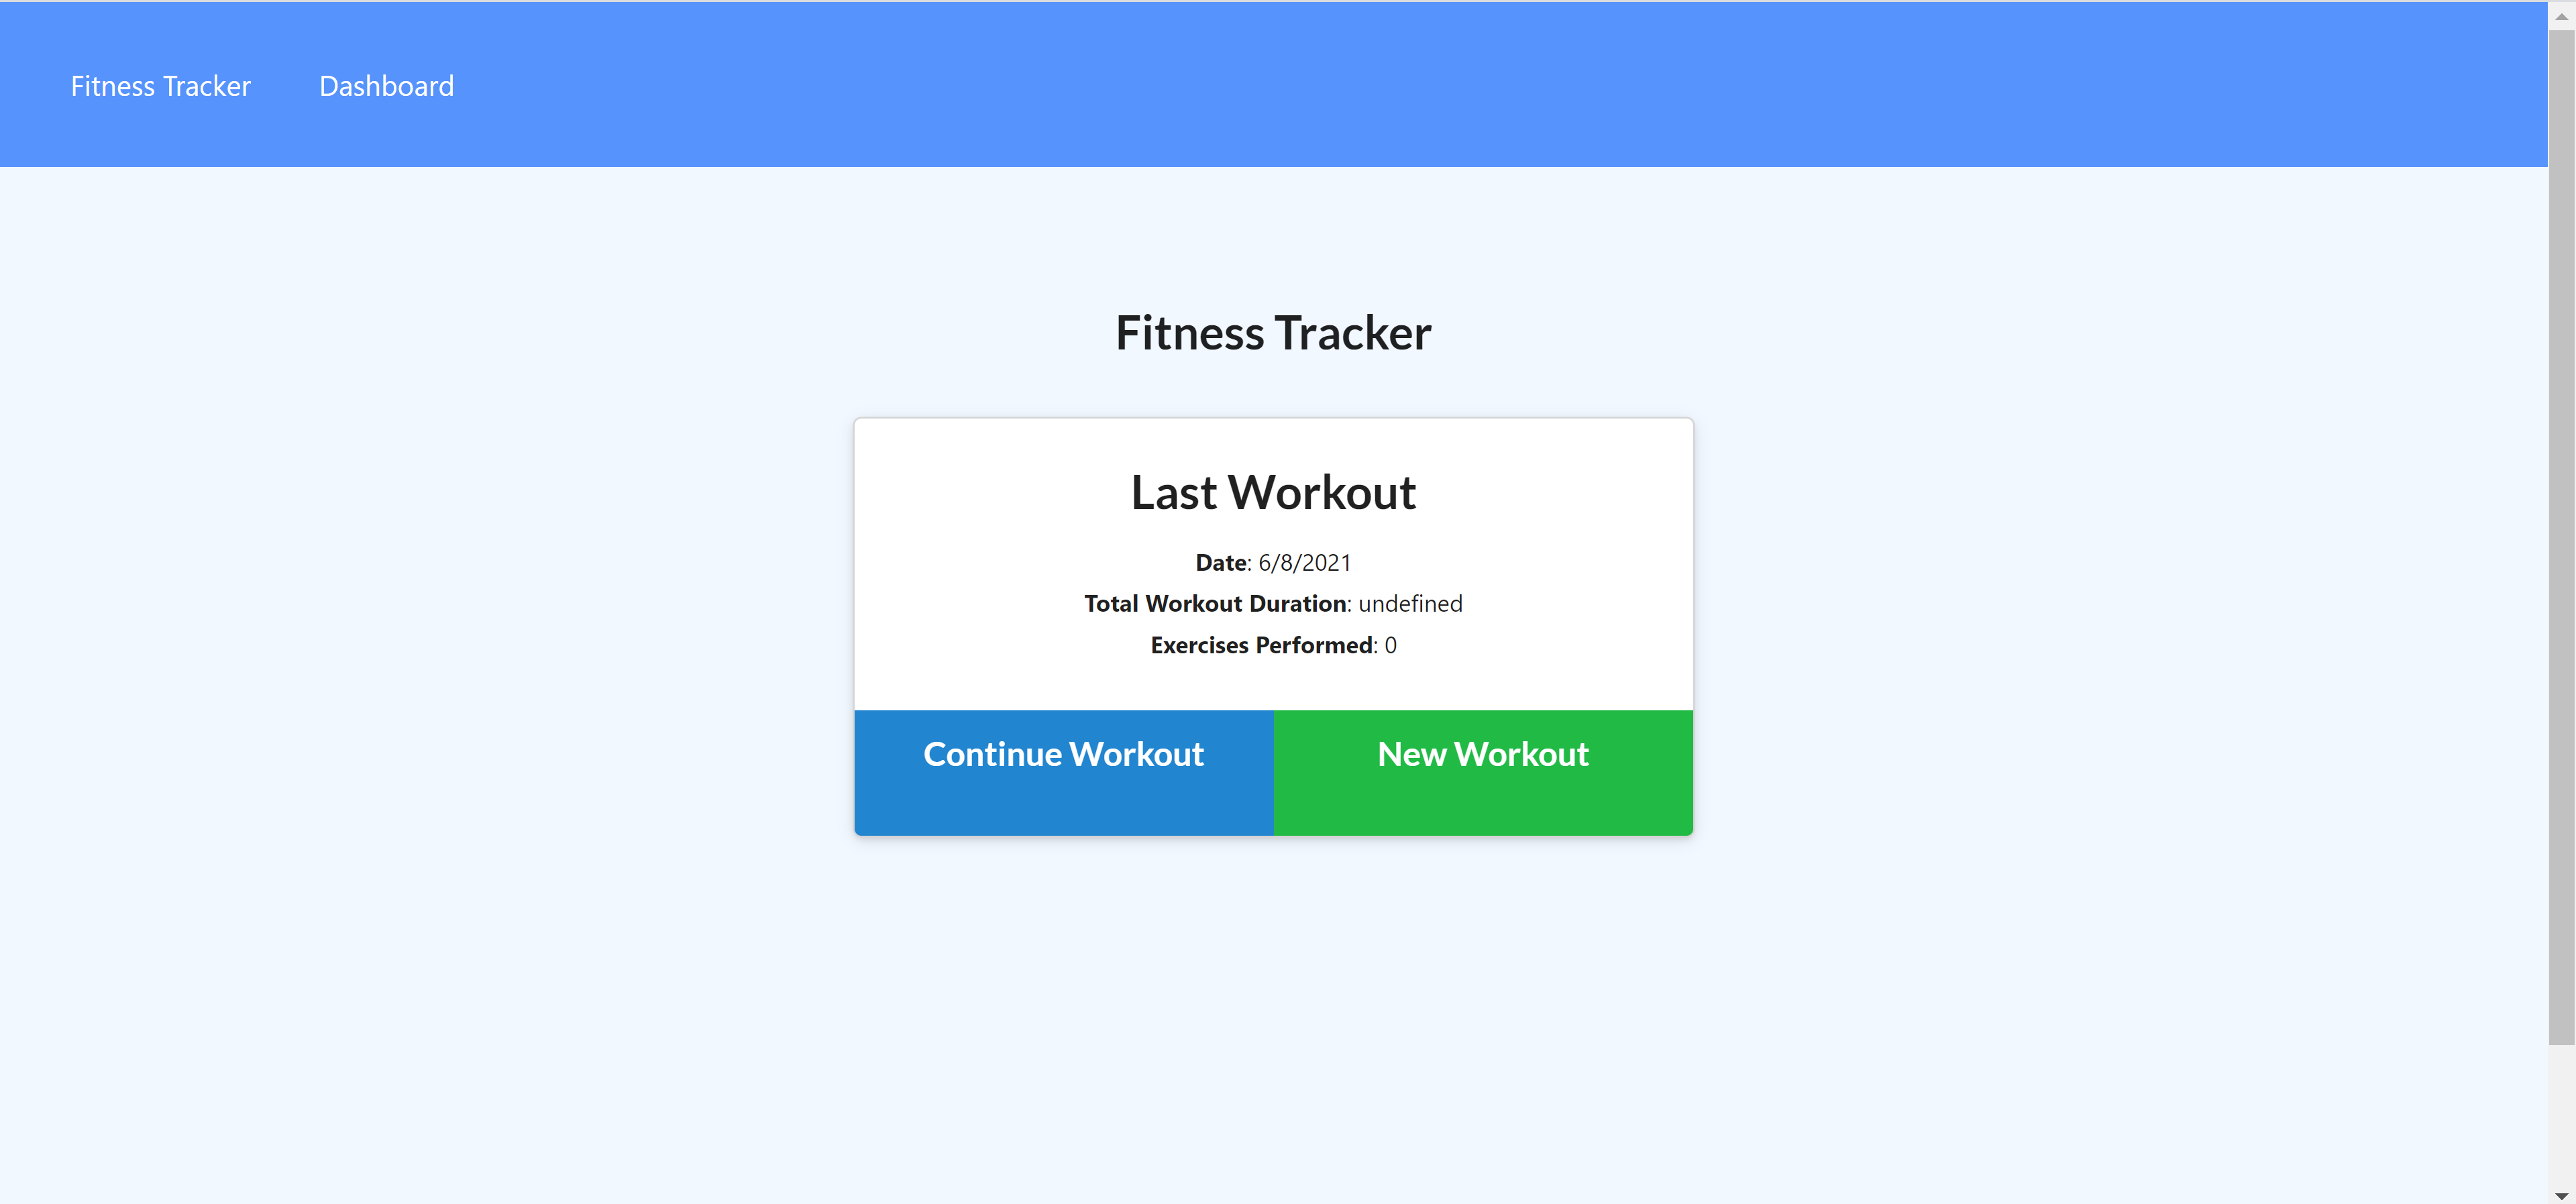 Fitness Tracker Dashboard
Fitness Tracker
Last Workout
Date: 6/8/2021
Total Workout Duration: undefined
Exercises Performed: 0
Continue Workout New Workout